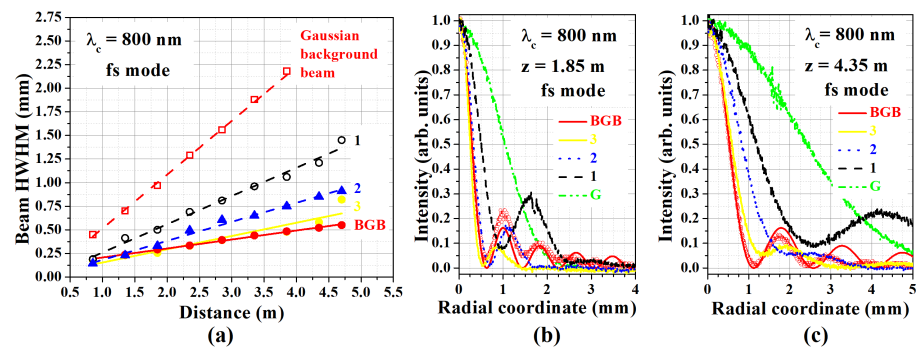 2.75
2.50
2.25
2.00
1.75
1.50
1.25
1.00
0.75
0.50
0.25
0.00
Beam HWHM (mm)
λc = 800 nm
fs mode
Gaussian
background
beam
1
2
3
BGB
0.5 1.0 1.5 2.0 2.5 3.0 3.5 4.0 4.5 5.0 5.5
Distance (m)
(a)
1.0
0.9
0.8
0.7
0.6
0.5
0.4
0.3
0.2
0.1
0.0
Intensity (arb. units)
λc = 800 nm
z = 1.85 m
fs mode
BGB
3
2
1
G
0 1 2 3 4
Radial coordinate (mm)
(b)
1.0
0.9
0.8
0.7
0.6
0.5
0.4
0.3
0.2
0.1
0.0
Intensity (arb. units)
λc = 800 nm
z = 4.35 m
fs mode
BGB
3
2
1
G
0 1 2 3 4 5
Radial coordinate (mm)
(c)